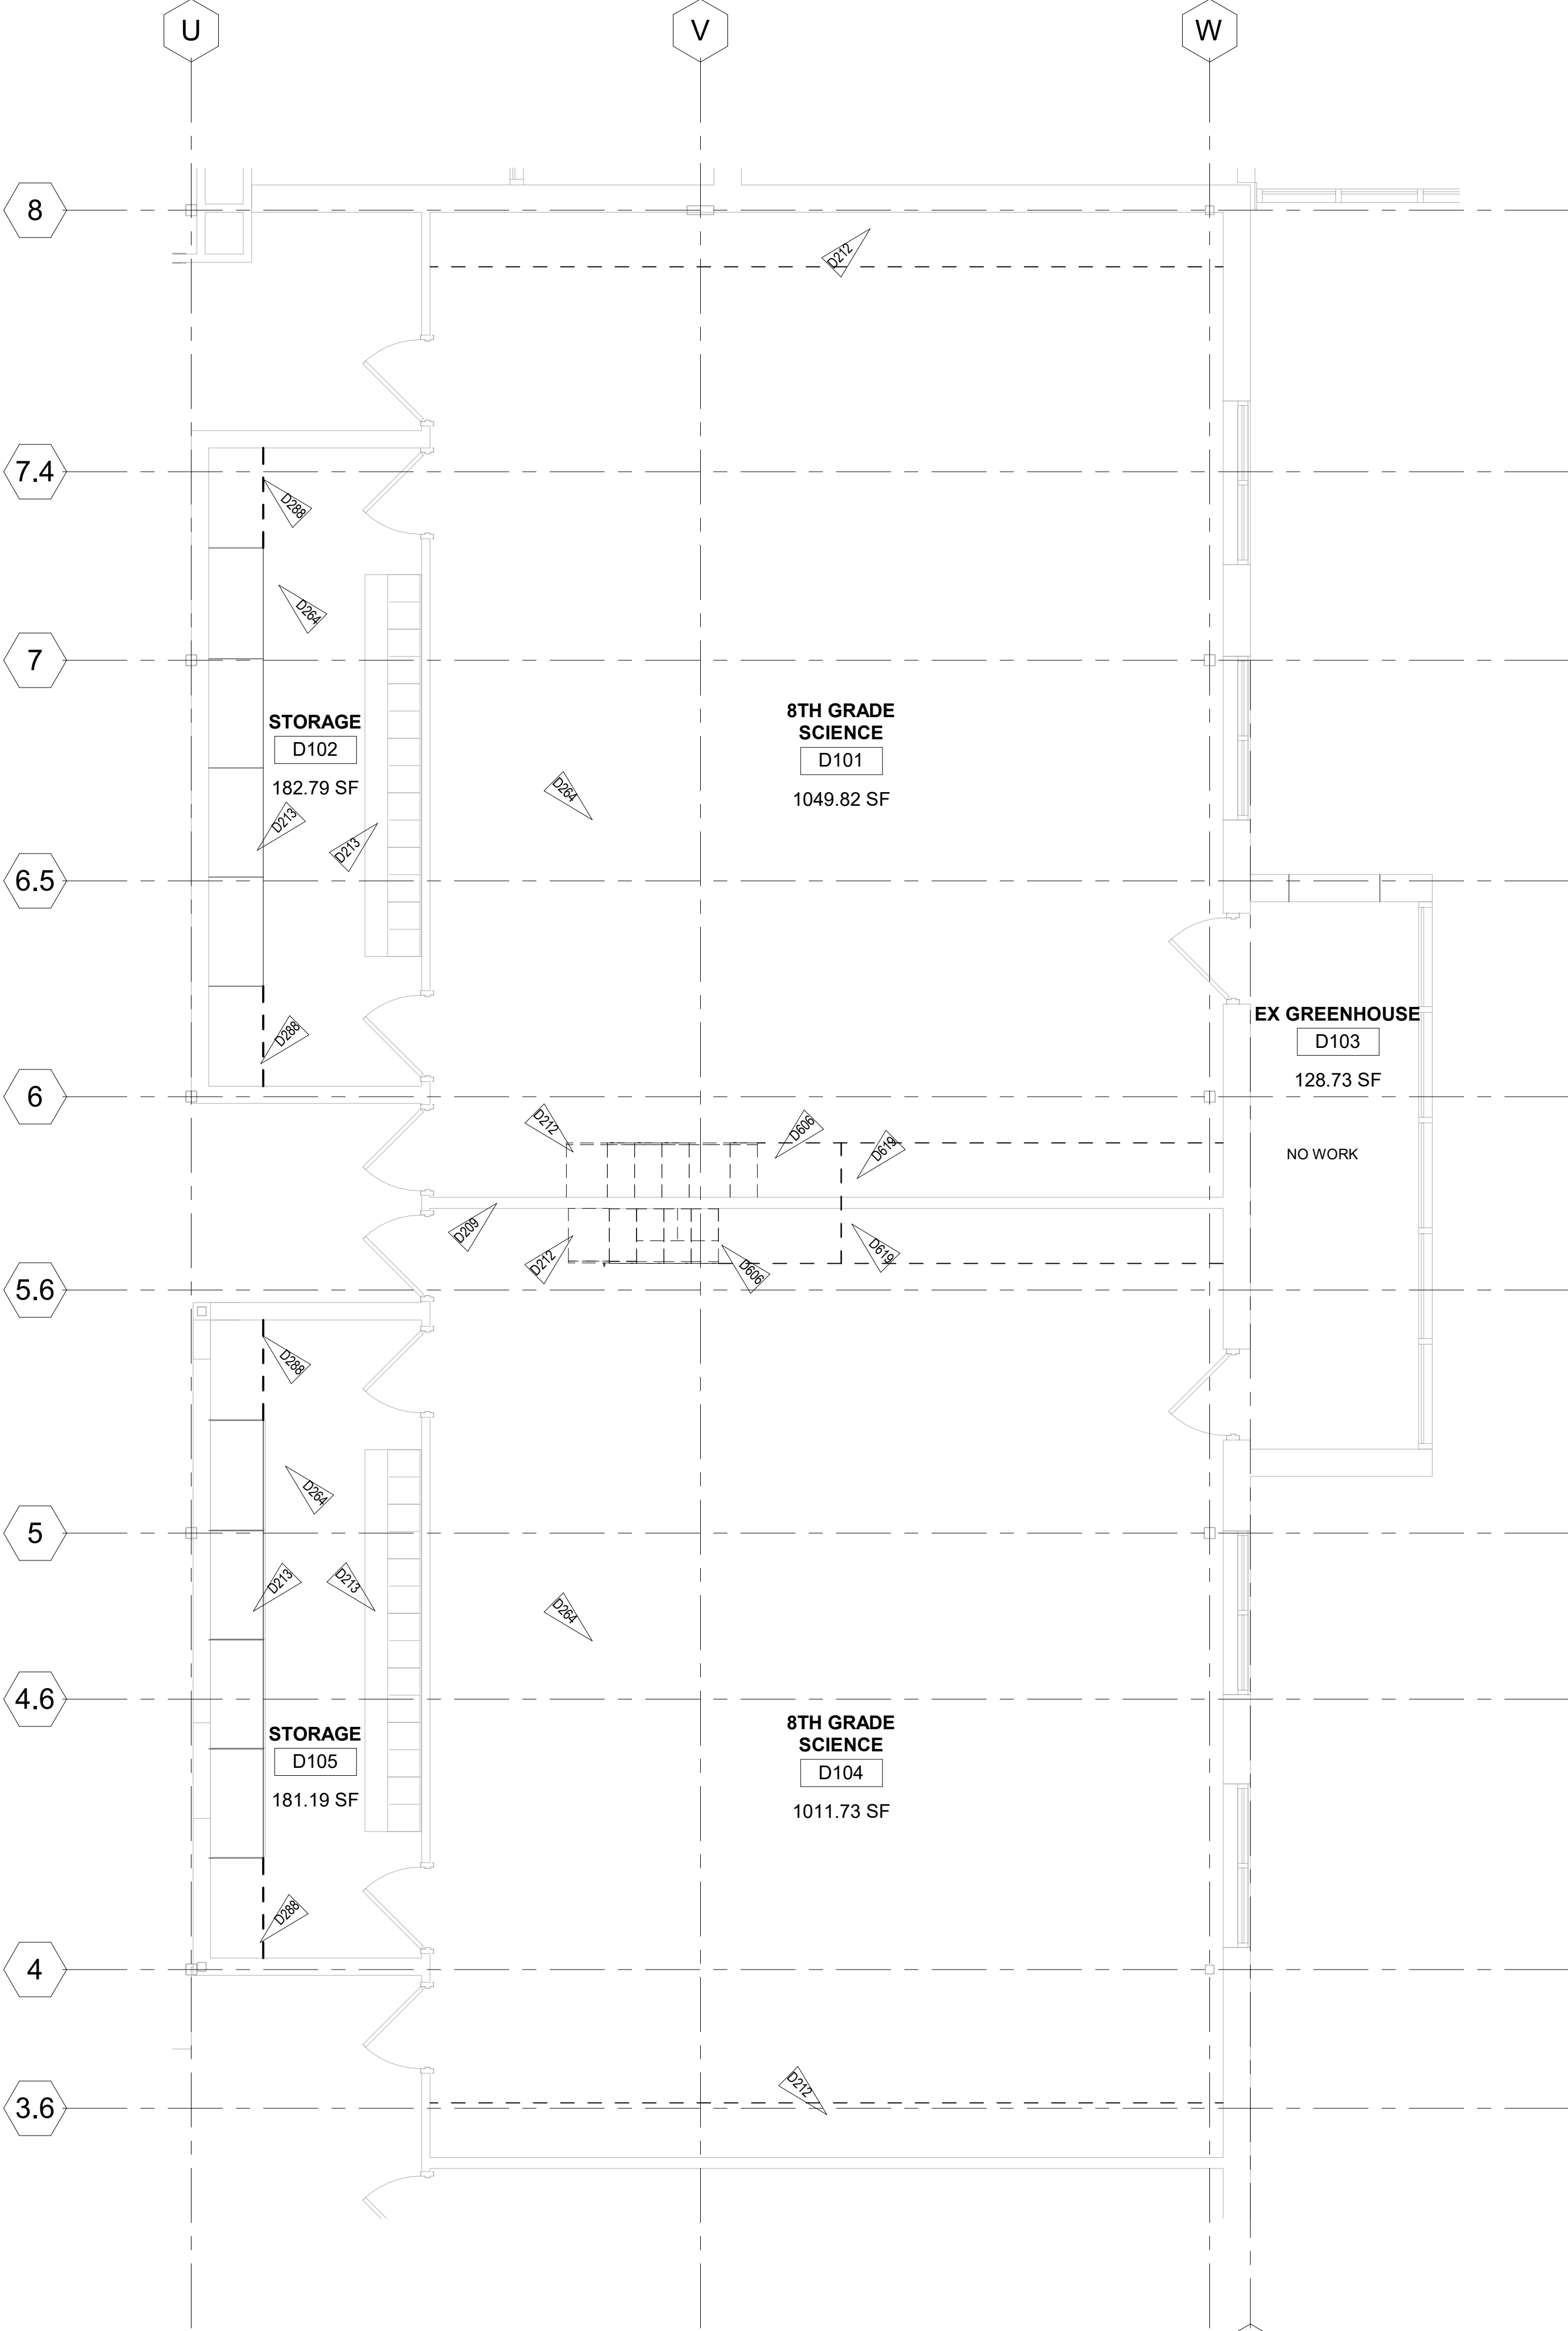 U
V
W
8
D212
7.4
D288
D264
7
8TH GRADE
SCIENCE
D101
1049.82 SF
STORAGE
D102
182.79 SF
D264
D213
D213
6.5
EX GREENHOUSE
D103
128.73 SF
NO WORK
D288
6
D212
D606
D619
D209
D212
D606
D619
5.6
D288
D264
5
D213
D213
D264
4.6
8TH GRADE
SCIENCE
D104
1011.73 SF
STORAGE
D105
181.19 SF
D288
4
D212
3.6